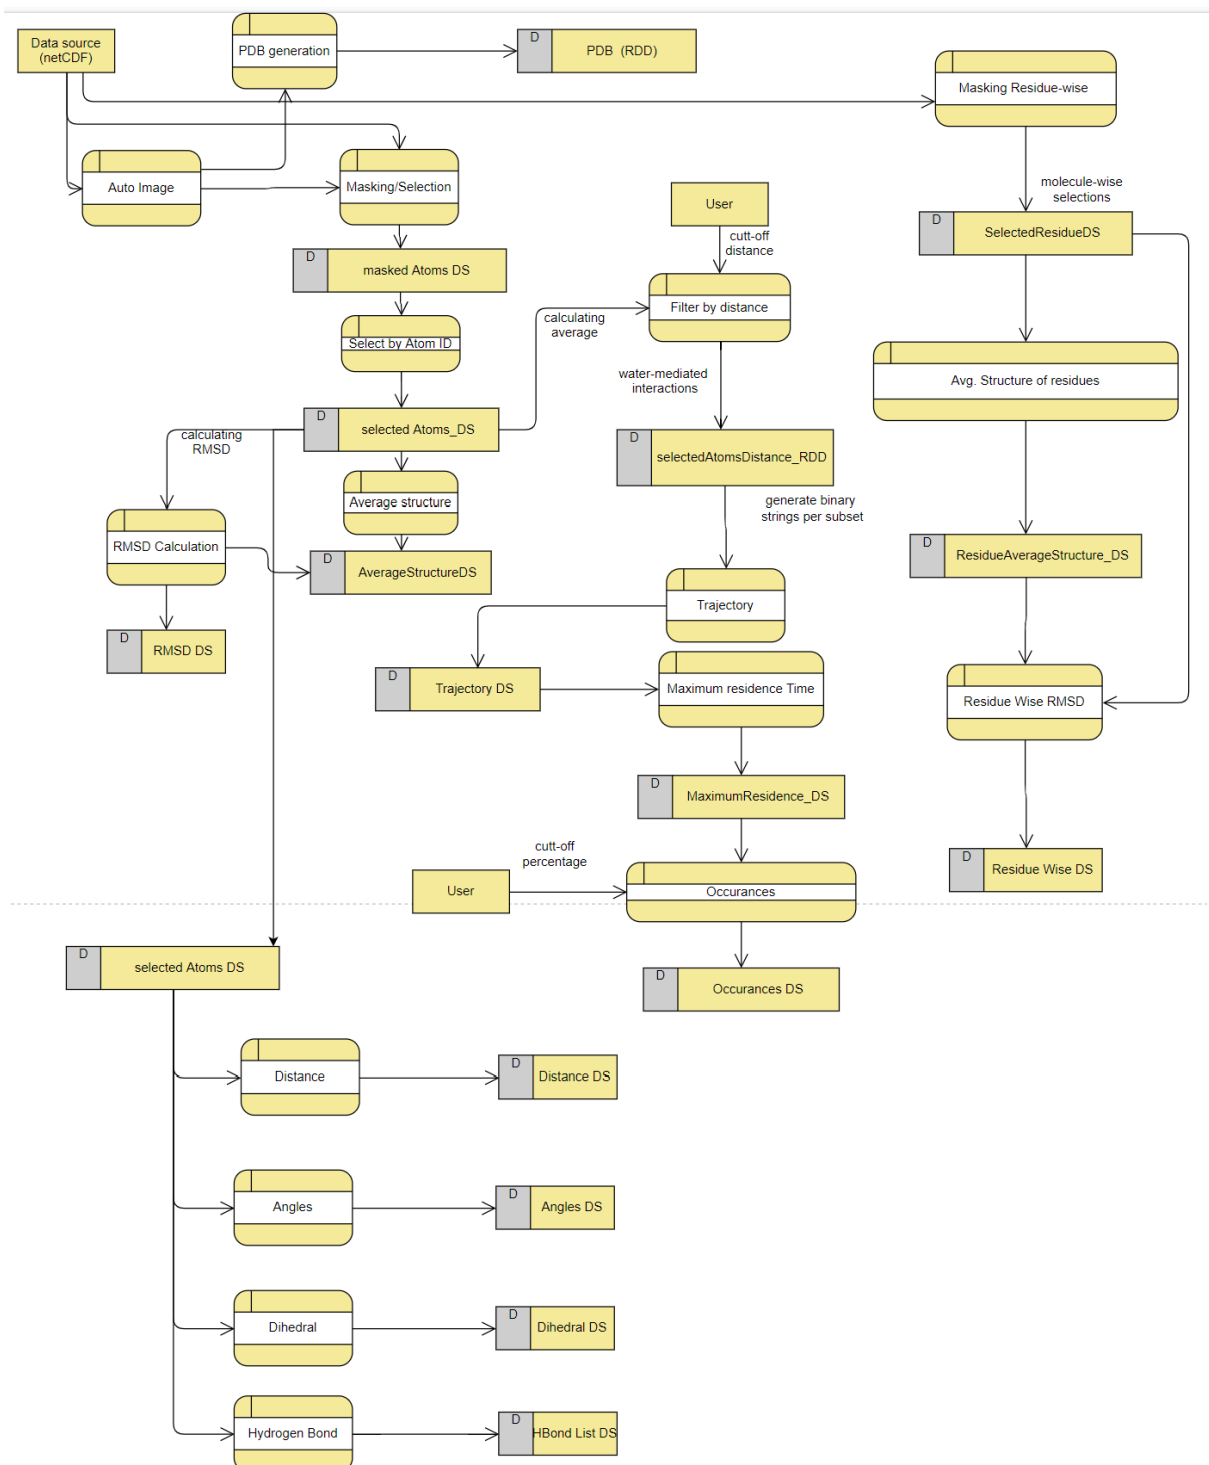 Data source
(netCDF)
PDB generation
D
PDB (RDD)
Masking Residue-wise
Auto Image
Masking/Selection
molecule-wise
selections
User
D
SelectedResidueDS
cutt-off
distance
D
masked Atoms DS
Filter by distance
calculating
average
Select by Atom ID
water-mediated
interactions
Avg. Structure of residues
D
selected Atoms_DS
calculating
RMSD
D
selectedAtomsDistance_RDD
Average structure
generate binary
strings per subset
RMSD Calculation
D
AverageStructureDS
D
ResidueAverageStructure_DS
Trajectory
D
RMSD DS
D
Trajectory DS
Maximum residence Time
Residue Wise RMSD
D
MaximumResidence_DS
cutt-off
percentage
D
Residue Wise DS
User
Occurances
D
selected Atoms DS
D
Occurances DS
Distance
D
Distance DS
Angles
D
Angles DS
Dihedral
D
Dihedral DS
Hydrogen Bond
D
HBond List DS